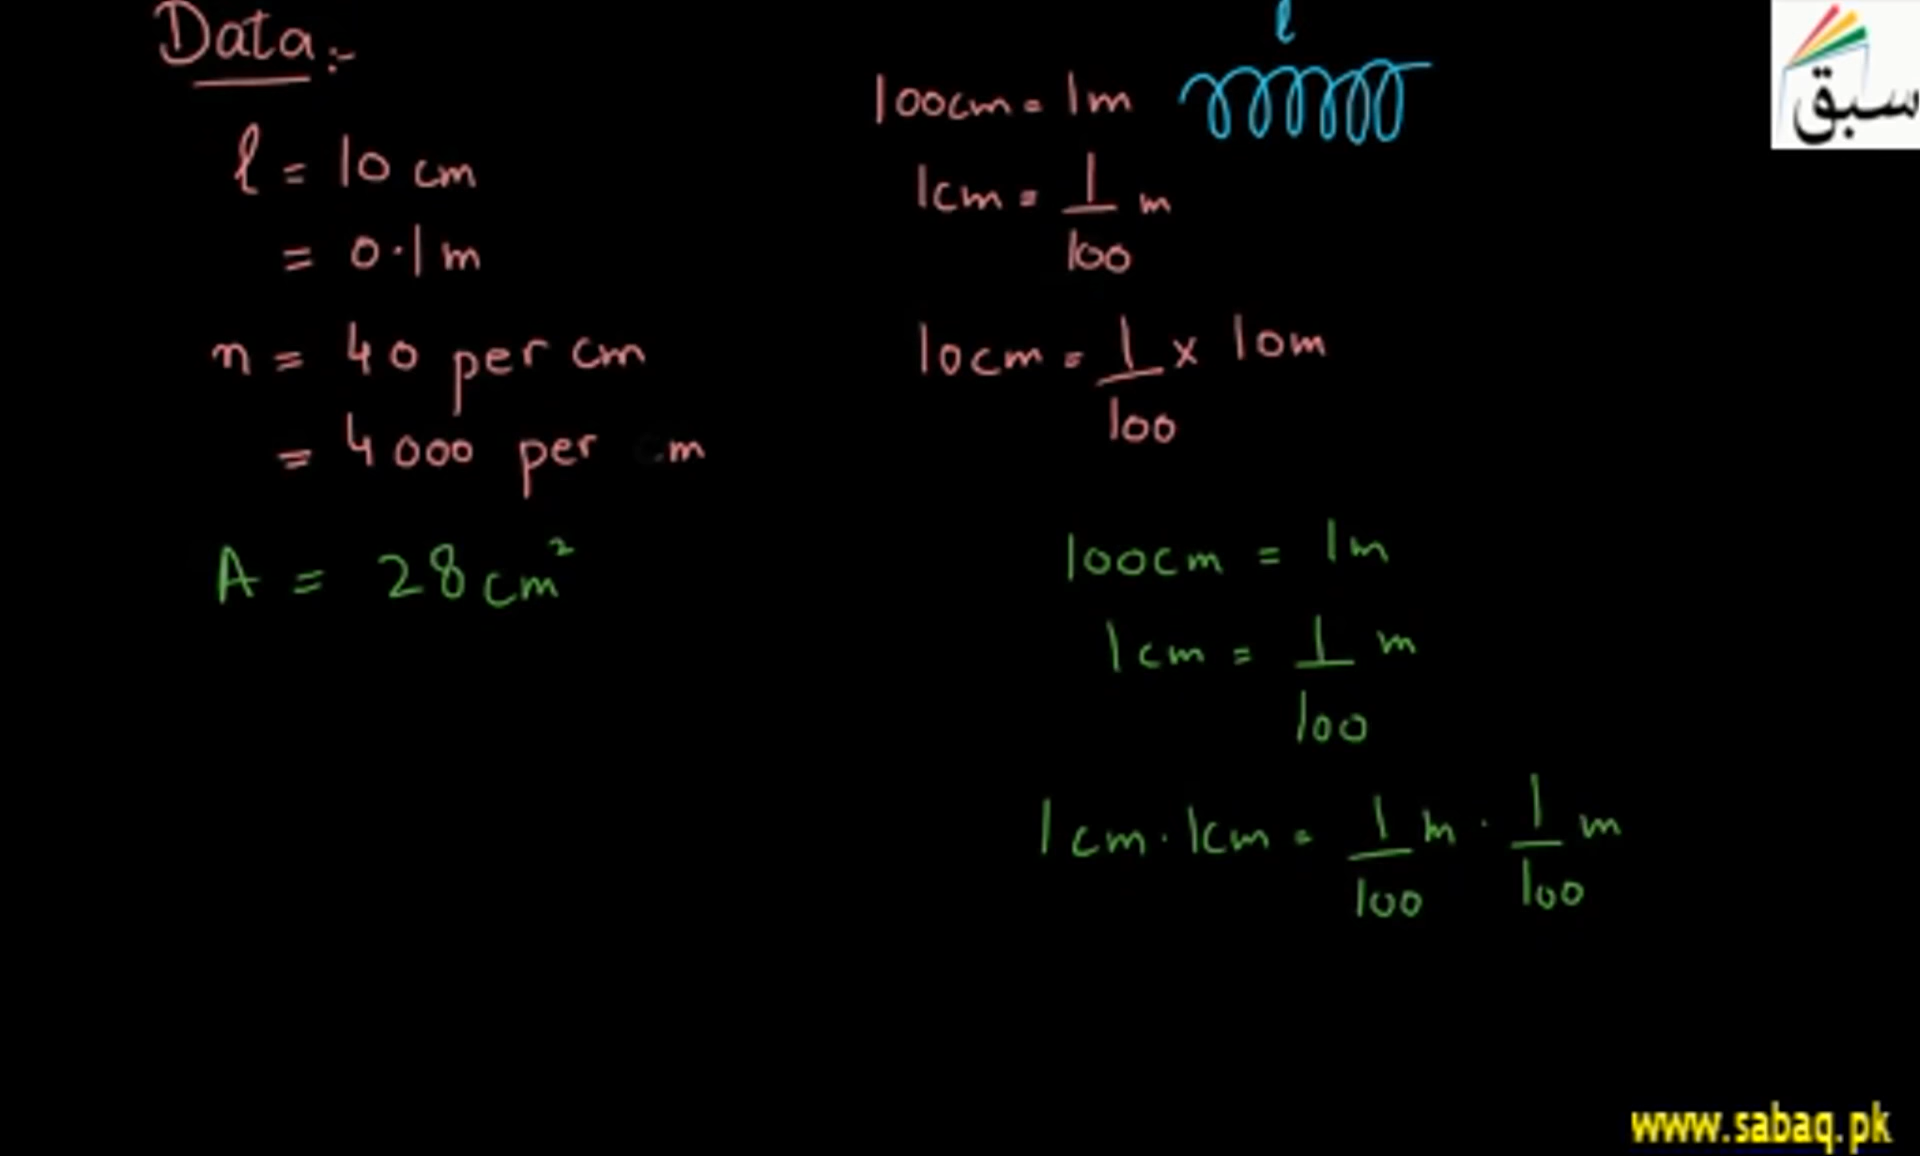 Data:-
l = 10 cm
= 0.1 m
n = 40 per cm
= 4000 per m
A = 28 cm²
l
100cm = 1m
1cm = 1/100 m
10cm = 1/100 x 10m
100cm = 1m
1cm = 1/100 m
1cm . 1cm = 1/100 m . 1/100 m
سبق
www.sabaq.pk